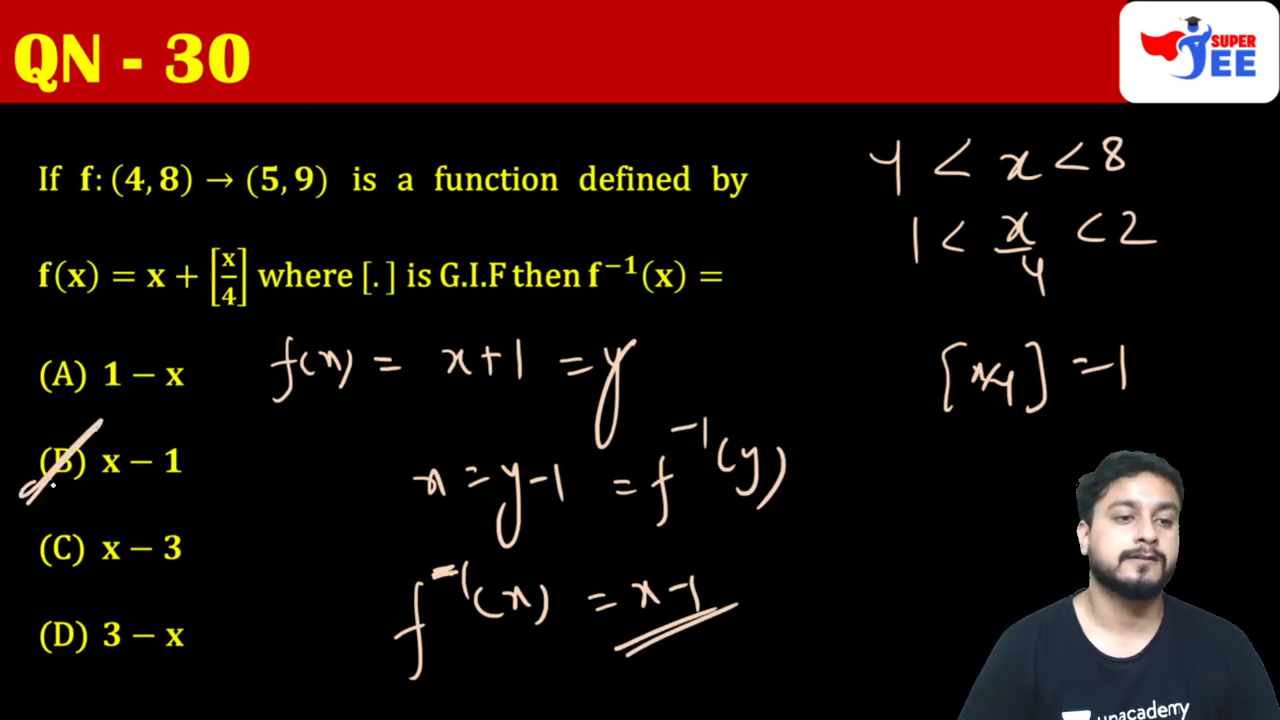 QN - 30
SUPER
JEE
If f: (4, 8) → (5, 9) is a function defined by
f(x) = x + [x/4] where [.] is G.I.F then f⁻¹(x) =
(A) 1 − x
(B) x − 1
(C) x − 3
(D) 3 − x
4 < x < 8
1 < x/4 < 2
[x/4] = 1
f(x) = x + 1 = y
x = y − 1 = f⁻¹(y)
f⁻¹(x) = x − 1
unacademy